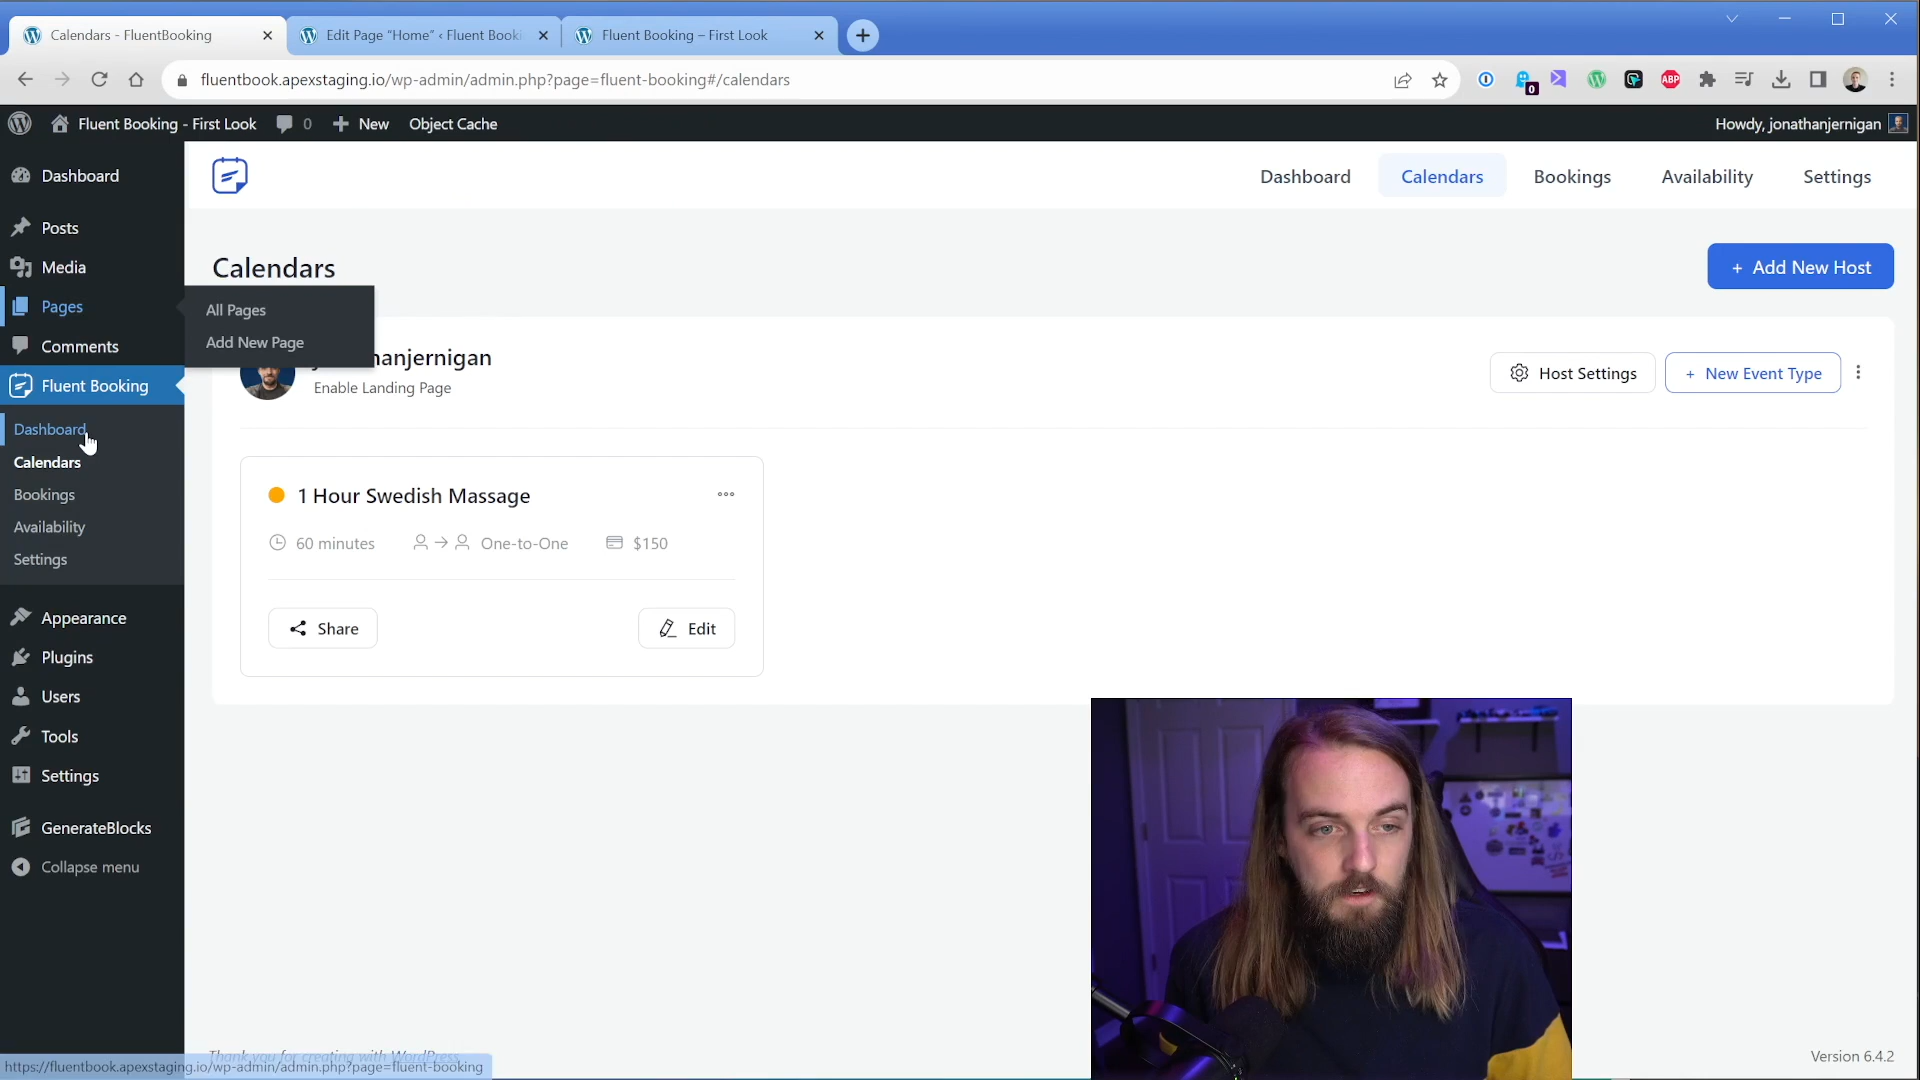 Calendars - FluentBooking
Edit Page “Home” ‹ Fluent Booki
Fluent Booking – First Look
fluentbook.apexstaging.io/wp-admin/admin.php?page=fluent-booking#/calendars
0
ABP
Fluent Booking - First Look
0
New
Object Cache
Howdy, jonathanjernigan
Dashboard
Posts
Media
Pages
Comments
Fluent Booking
Dashboard
Calendars
Bookings
Availability
Settings
Appearance
Plugins
Users
Tools
Settings
GenerateBlocks
Collapse menu
All Pages
Add New Page
Dashboard
Calendars
Bookings
Availability
Settings
Calendars
+ Add New Host
hanjernigan
Enable Landing Page
Host Settings
+ New Event Type
1 Hour Swedish Massage
60 minutes
One-to-One
$150
Share
Edit
Thank you for creating with WordPress.
Version 6.4.2
https://fluentbook.apexstaging.io/wp-admin/admin.php?page=fluent-booking